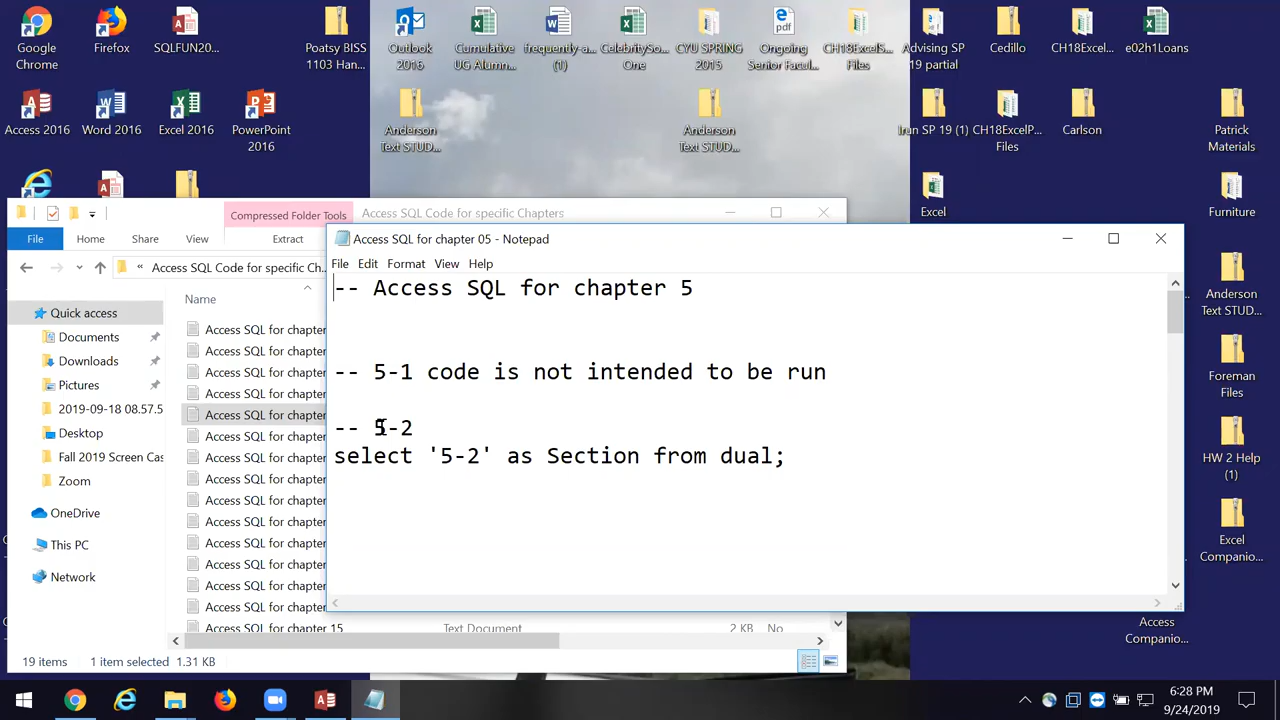 Google Chrome
Firefox
SQLFUN20...
Poatsy BISS 1103 Han...
Outlook 2016
Cumulative UG Alumn...
frequently-a... (1)
CelebritySo... One
CYU SPRING 2015
Ongoing Senior Facul...
CH18ExcelS... Files
Advising SP 19 partial
Cedillo
CH18Excel...
e02h1Loans
Access 2016
Word 2016
Excel 2016
PowerPoint 2016
Anderson Text STUD...
Anderson Text STUD...
Irun SP 19 (1)
CH18ExcelP... Files
Carlson
Patrick Materials
Excel
Furniture
Anderson Text STUD...
Foreman Files
HW 2 Help (1)
Excel Companio...
Access Companio...
Compressed Folder Tools
Access SQL Code for specific Chapters
File
Home
Share
View
Extract
« Access SQL Code for specific Ch...
Name
Quick access
Documents
Downloads
Pictures
2019-09-18 08.57.5
Desktop
Fall 2019 Screen Cas
Zoom
OneDrive
This PC
Network
Access SQL for chapter
Access SQL for chapter
Access SQL for chapter
Access SQL for chapter
Access SQL for chapter
Access SQL for chapter
Access SQL for chapter
Access SQL for chapter
Access SQL for chapter
Access SQL for chapter
Access SQL for chapter
Access SQL for chapter
Access SQL for chapter
Access SQL for chapter
Access SQL for chapter 15
Text Document
2 KB
No
19 items
1 item selected 1.31 KB
Access SQL for chapter 05 - Notepad
File Edit Format View Help
-- Access SQL for chapter 5
-- 5-1 code is not intended to be run
-- 5-2
select '5-2' as Section from dual;
6:28 PM
9/24/2019